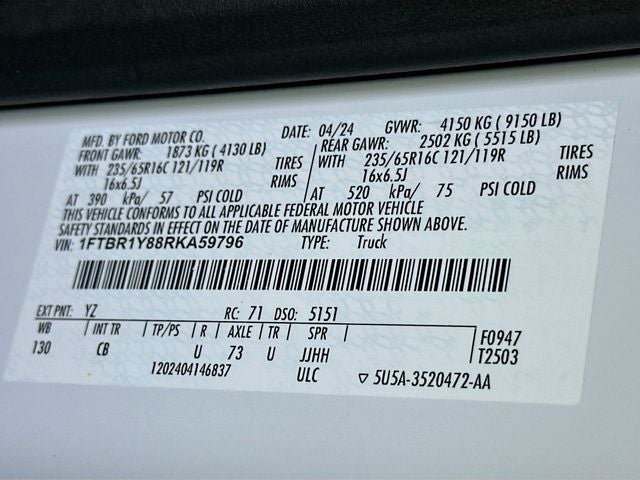 MFD. BY FORD MOTOR CO. DATE: 04/24 GVWR: 4150 KG ( 9150 LB)
FRONT GAWR: 1873 KG ( 4130 LB) REAR GAWR: 2502 KG ( 5515 LB)
WITH 235/65R16C 121/119R TIRES WITH 235/65R16C 121/119R TIRES
16x6.5J RIMS 16x6.5J RIMS
AT 390 kPa/ 57 PSI COLD AT 520 kPa/ 75 PSI COLD
THIS VEHICLE CONFORMS TO ALL APPLICABLE FEDERAL MOTOR VEHICLE
SAFETY STANDARDS IN EFFECT ON THE DATE OF MANUFACTURE SHOWN ABOVE.
VIN: 1FTBR1Y88RKA59796 TYPE: Truck
EXT PNT: YZ RC: 71 DSO: 5151
WB | INT TR | TP/PS | R | AXLE | TR | SPR F0947
130 CB U 73 U JJHH T2503
1202404146837 ULC ▽ 5U5A-3520472-AA